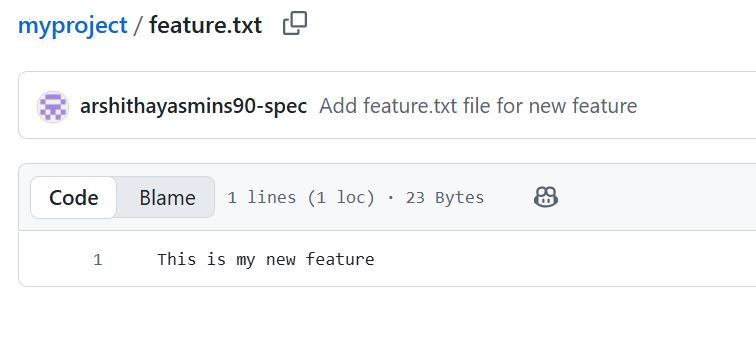 myproject / feature.txt
arshithayasmins90-spec Add feature.txt file for new feature
Code Blame 1 lines (1 loc) · 23 Bytes
1 This is my new feature